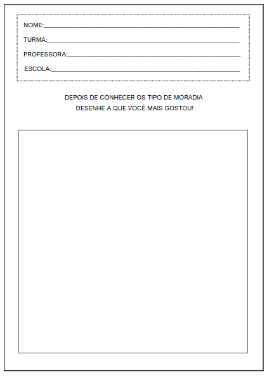 NOME:
TURMA:
PROFESSORA:
ESCOLA:
DEPOIS DE CONHECER OS TIPO DE MORADIA
DESENHE A QUE VOCÊ MAIS GOSTOU!